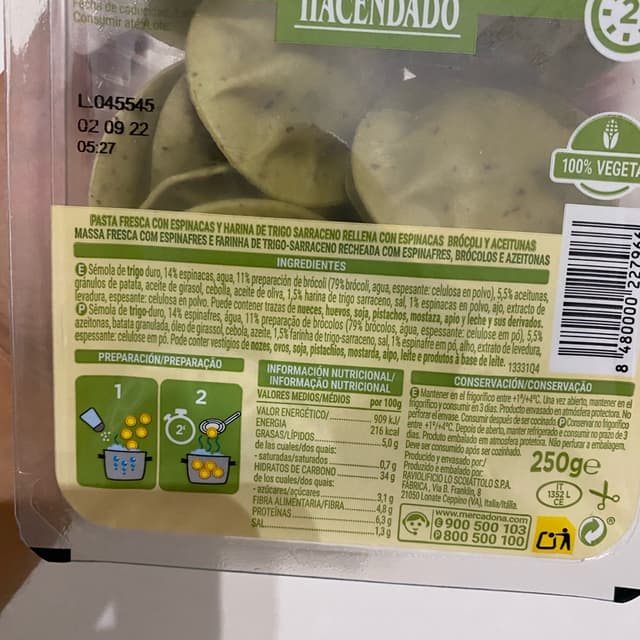 HACENDADO
Fecha de caducidad
Consumir
2
L:045545
02 09 22
05:27
100% VEGETA
PASTA FRESCA CON ESPINACAS Y HARINA DE TRIGO SARRACENO RELLENA CON ESPINACAS BRÓCOLI Y ACEITUNAS
MASSA FRESCA COM ESPINAFRES E FARINHA DE TRIGO-SARRACENO RECHEADA COM ESPINAFRES, BRÓCOLOS E AZEITONAS
INGREDIENTES
E Sémola de trigo duro, 14% espinacas, agua, 11% preparación de brócoli (79% brócoli, agua, espesante: celulosa en polvo), 5,5% aceitunas,
gránulos de patata, aceite de girasol, cebolla, aceite de oliva, 1,5% harina de trigo sarraceno, sal, 1% espinacas en polvo, ajo, extracto de
levadura, espesante: celulosa en polvo. Puede contener trazas de nueces, huevos, soja, pistachos, mostaza, apio y leche y sus derivados.
P Sémola de trigo-duro, 14% espinafres, água, 11% preparação de brócolos (79% brócolos, água, espessante: celulose em pó), 5,5%
azeitonas, batata granulada, óleo de girassol, cebola, azeite, 1,5% farinha de trigo-sarraceno, sal, 1% espinafre em pó, alho, extrato de levedura,
espessante: celulose em pó. Pode conter vestígios de nozes, ovos, soja, pistachios, mostarda, aipo, leite e produtos à base de leite. 13331Q4
PREPARACIÓN/PREPARAÇÃO
1
2
2'
INFORMACIÓN NUTRICIONAL/
INFORMAÇÃO NUTRICIONAL
VALORES MEDIOS/MÉDIOS por 100g
VALOR ENERGÉTICO/ 909 kJ/
ENERGIA 216 kcal
GRASAS/LÍPIDOS 5,0 g
de las cuales/dos quais:
- saturadas/saturados 0,7 g
HIDRATOS DE CARBONO 34 g
de los cuales/dos quais:
- azúcares/açúcares 3,1 g
FIBRA ALIMENTARIA/FIBRA 4,8 g
PROTEÍNAS 6,3 g
SAL 1,3 g
CONSERVACIÓN/CONSERVAÇÃO
E Mantener en el frigorífico entre +1º/+4ºC. Una vez abierto, mantener en el
frigorífico y consumir en 3 días. Producto envasado en atmósfera protectora. No
perforar el envase. Consumir después de ser cocinado. P Conservar no frigorífico
entre +1º/+4ºC. Depois de aberto, manter refrigerado e consumir no prazo de 3
dias. Produto embalado em atmosfera protetora. Não perfurar a embalagem.
Deve ser consumido após ser cozinhado.
Producido y envasado por/
Produzido e embalado por:
RAVIOLIFICIO LO SCOIATTOLO S.P.A.
FÁBRICA, Via B. Franklin, 8
21050 Lonate Ceppino (VA), Italia/Itália.
250g e
IT
1352 L
CE
www.mercadona.com
E 900 500 103
P 800 500 100
8 480000 227966